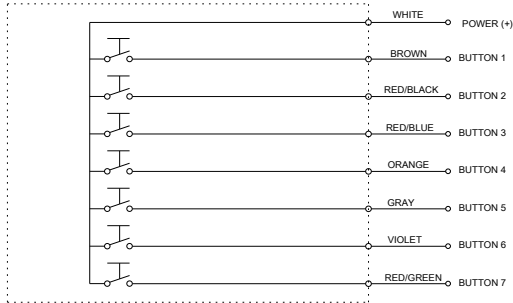 WHITE POWER (+)
BROWN BUTTON 1
RED/BLACK BUTTON 2
RED/BLUE BUTTON 3
ORANGE BUTTON 4
GRAY BUTTON 5
VIOLET BUTTON 6
RED/GREEN BUTTON 7